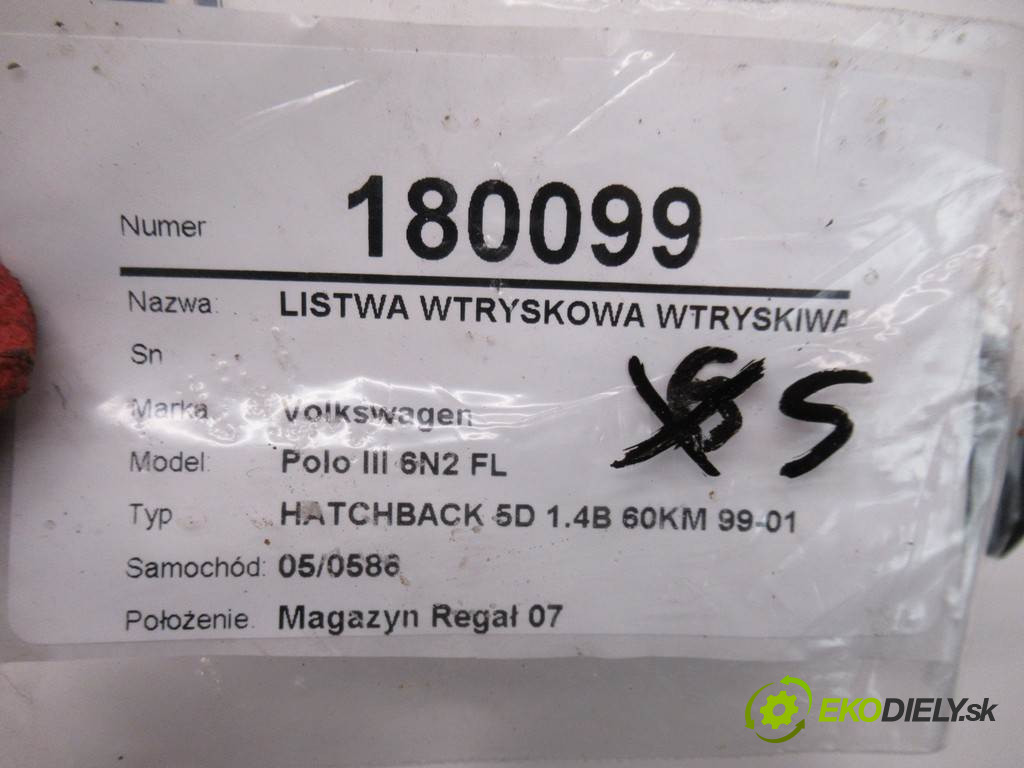 Numer 180099
Nazwa: LISTWA WTRYSKOWA WTRYSKIWA
Sn
Marka Volkswagen
Model: Polo III 6N2 FL
Typ HATCHBACK 5D 1.4B 60KM 99-01
Samochód: 05/0586
Położenie. Magazyn Regał 07
S
EKODIELY.sk